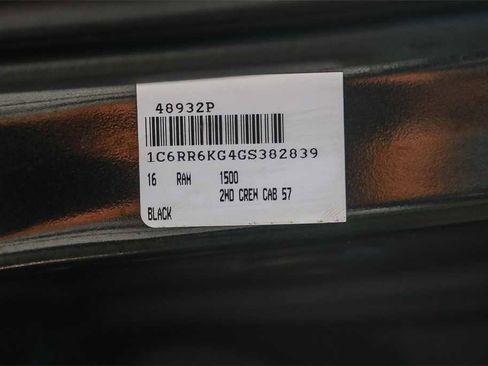 48932P
1C6RR6KG4GS382839
16 RAM 1500
2WD CREW CAB 57
BLACK